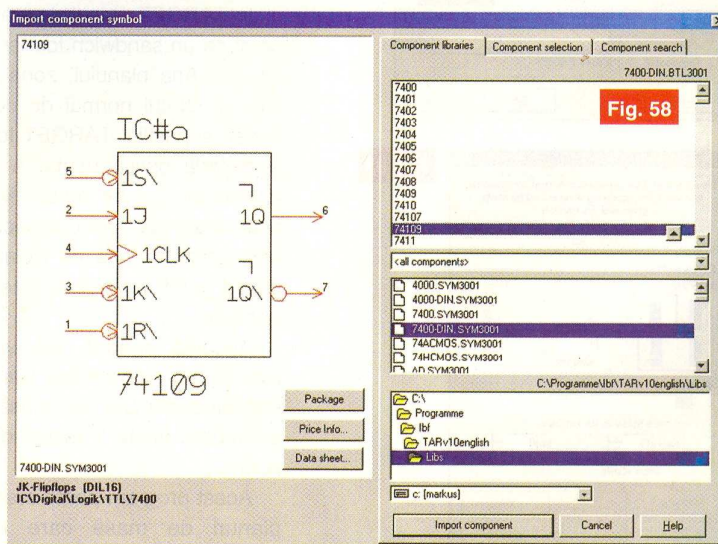 Import component symbol
74109
IC#a
5
1S\
2
1J
1Q
6
4
1CLK
3
1K\
1Q\
7
1
1R\
74109
Package
Price Info...
Data sheet...
7400-DIN.SYM3001
JK-Flipflops (DIL16)
IC\Digital\Logik\TTL\7400
Component libraries
Component selection
Component search
7400-DIN.BTL3001
Fig. 58
7400
7401
7402
7403
7404
7405
7406
7407
7408
7409
7410
74107
74109
7411
<all components>
4000.SYM3001
4000-DIN.SYM3001
7400.SYM3001
7400-DIN.SYM3001
74ACMOS.SYM3001
74HCMOS.SYM3001
AD.SYM3001
C:\Programme\Ibf\TARv10english\Libs
C:\
Programme
Ibf
TARv10english
Libs
c: [markus]
Import component
Cancel
Help